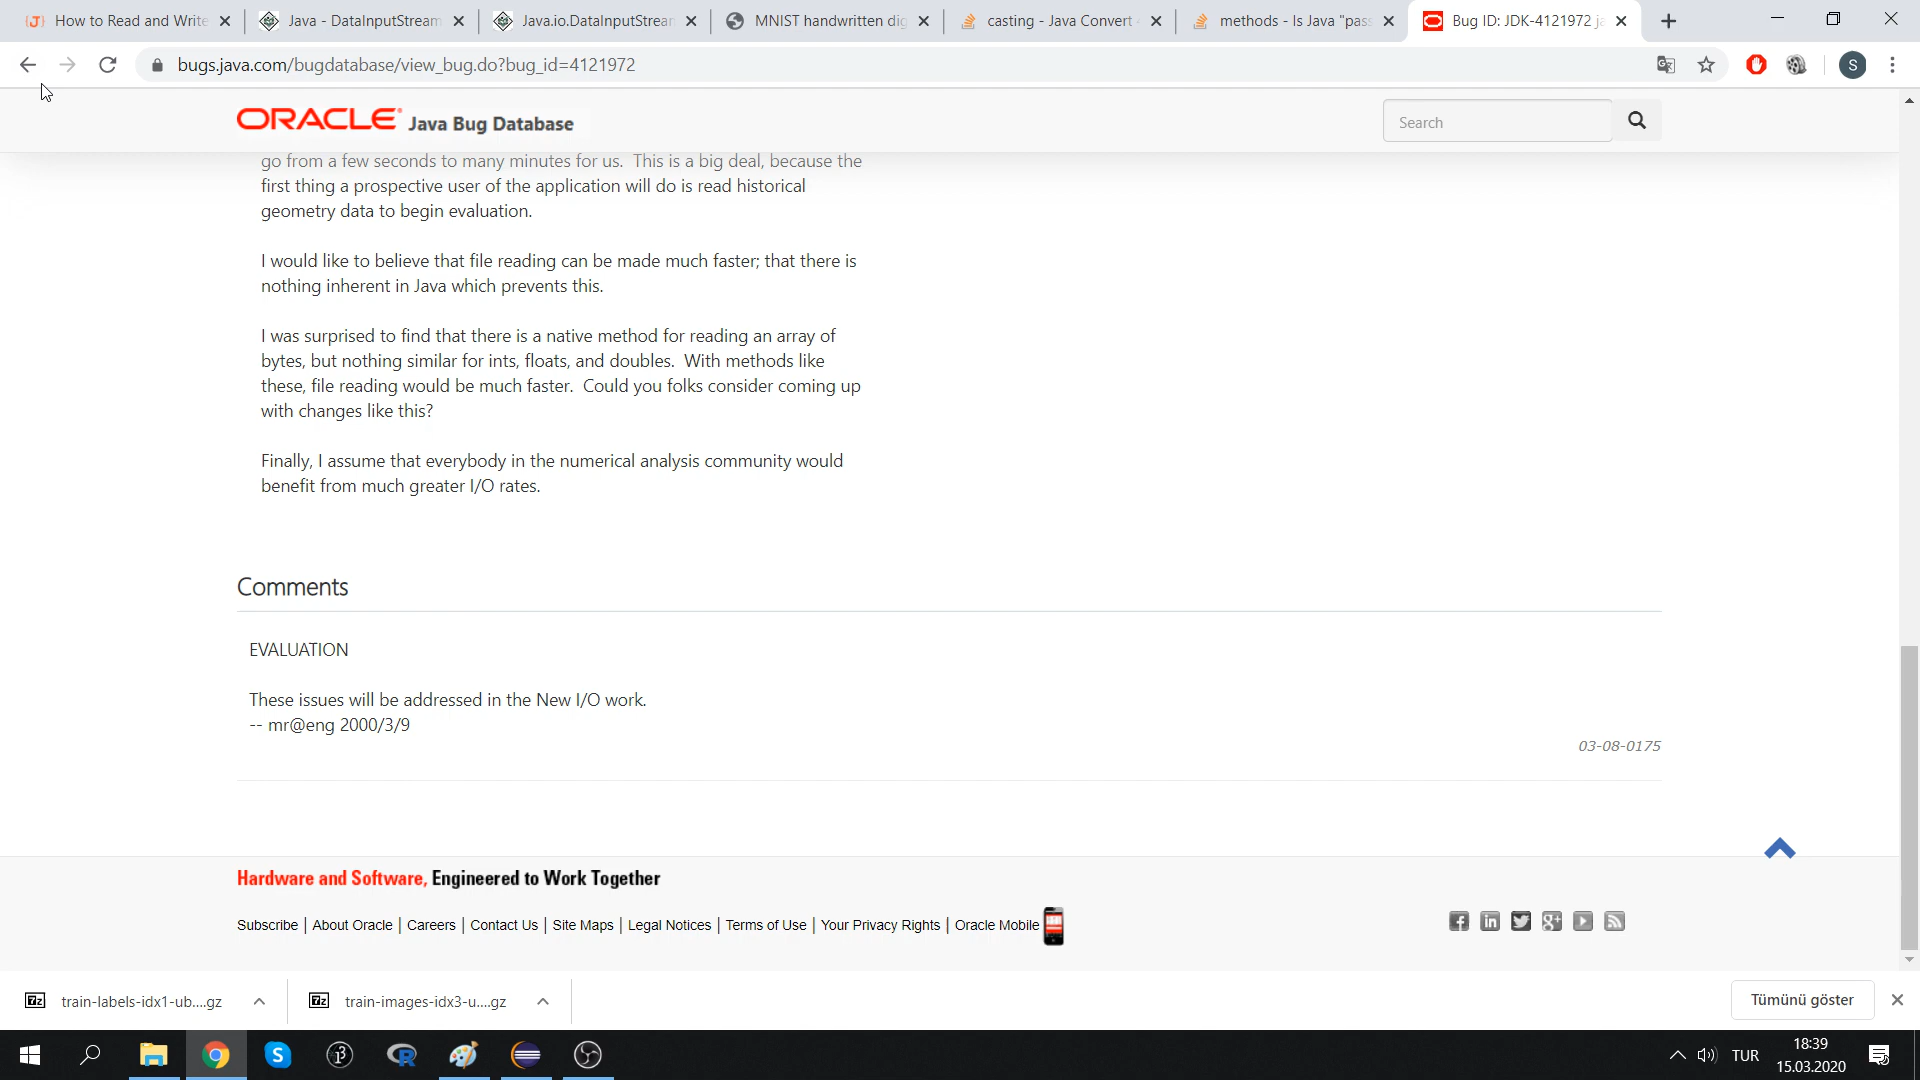 How to Read and Write
Java - DataInputStream
Java.io.DataInputStrear
MNIST handwritten dig
casting - Java Convert
methods - Is Java "pas
Bug ID: JDK-4121972 ja
bugs.java.com/bugdatabase/view_bug.do?bug_id=4121972
S
ORACLE Java Bug Database
Search
go from a few seconds to many minutes for us. This is a big deal, because the
first thing a prospective user of the application will do is read historical
geometry data to begin evaluation.
I would like to believe that file reading can be made much faster; that there is
nothing inherent in Java which prevents this.
I was surprised to find that there is a native method for reading an array of
bytes, but nothing similar for ints, floats, and doubles. With methods like
these, file reading would be much faster. Could you folks consider coming up
with changes like this?
Finally, I assume that everybody in the numerical analysis community would
benefit from much greater I/O rates.
Comments
EVALUATION
These issues will be addressed in the New I/O work.
-- mr@eng 2000/3/9
03-08-0175
Hardware and Software, Engineered to Work Together
Subscribe | About Oracle | Careers | Contact Us | Site Maps | Legal Notices | Terms of Use | Your Privacy Rights | Oracle Mobile
train-labels-idx1-ub....gz
train-images-idx3-u....gz
Tümünü göster
TUR
18:39
15.03.2020